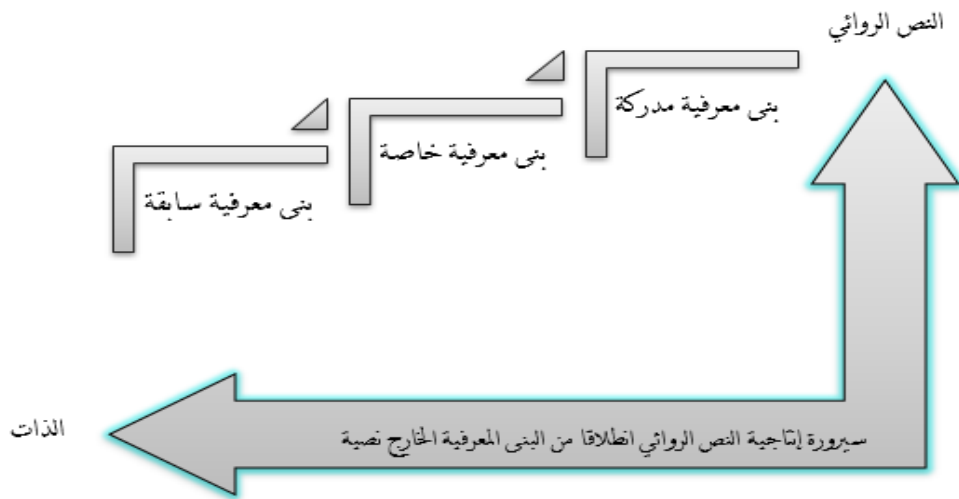 النص الروائي
بنى معرفية مدركة
بنى معرفية خاصة
بنى معرفية سابقة
الذات
سيرورة إنتاجية النص الروائي انطلاقا من البنى المعرفية الخارج نصية